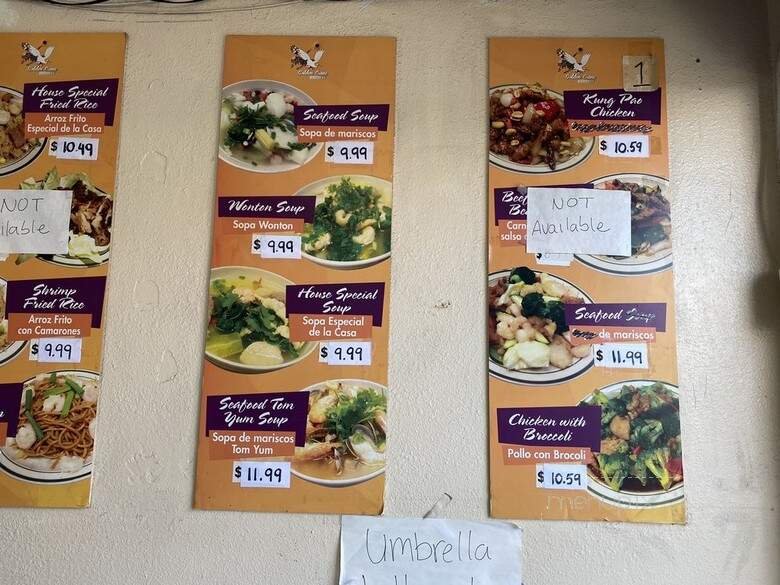 House Special
Fried Rice
Arroz Frito
Especial de la Casa
$ 10.49
NOT
Shrimp
Fried Rice
Arroz Frito
con Camarones
$ 9.99
Seafood Soup
Sopa de mariscos
$ 9.99
Wonton Soup
Sopa Wonton
$ 9.99
House Special
Soup
Sopa Especial
de la Casa
$ 9.99
Seafood Tom
Yum Soup
Sopa de mariscos
Tom Yum
$ 11.99
1
Kung Pao
Chicken
$ 10.59
NOT
Available
salsa
$
Seafood Soup
de mariscos
$ 11.99
Chicken with
Broccoli
Pollo con Brocoli
$ 10.59
Umbrella